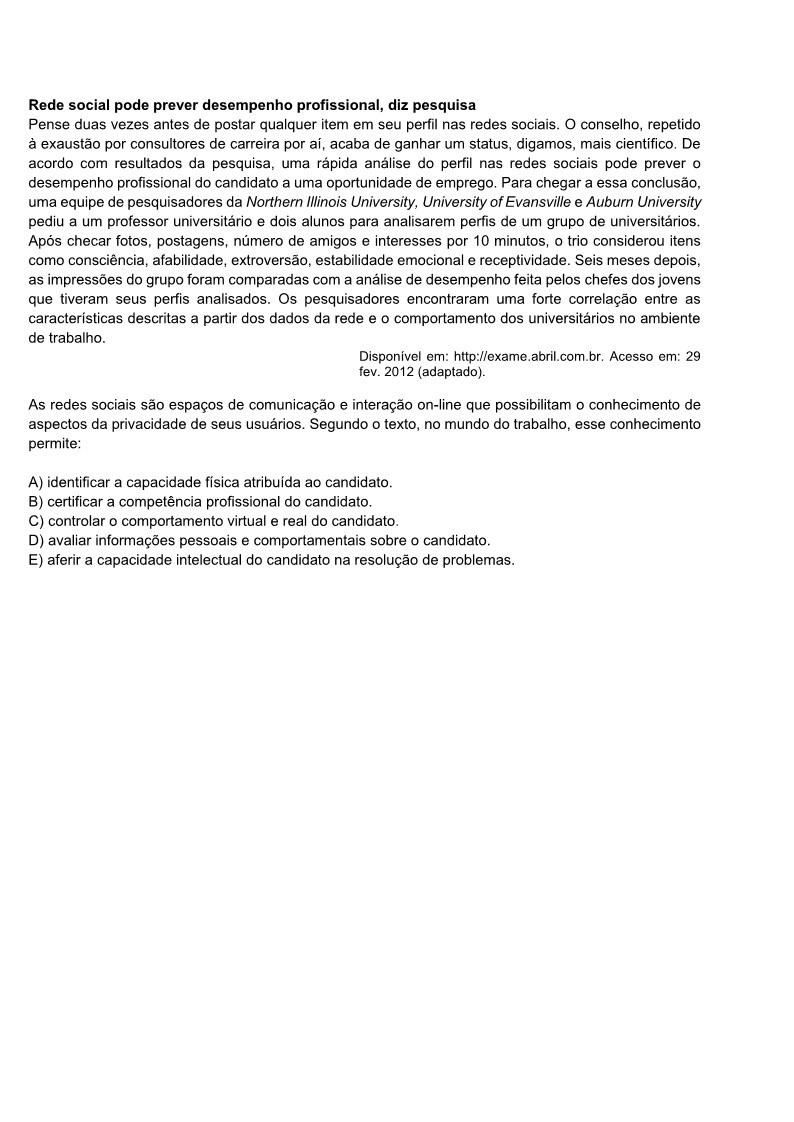 Rede social pode prever desempenho profissional, diz pesquisa
Pense duas vezes antes de postar qualquer item em seu perfil nas redes sociais. O conselho, repetido
à exaustão por consultores de carreira por aí, acaba de ganhar um status, digamos, mais científico. De
acordo com resultados da pesquisa, uma rápida análise do perfil nas redes sociais pode prever o
desempenho profissional do candidato a uma oportunidade de emprego. Para chegar a essa conclusão,
uma equipe de pesquisadores da Northern Illinois University, University of Evansville e Auburn University
pediu a um professor universitário e dois alunos para analisarem perfis de um grupo de universitários.
Após checar fotos, postagens, número de amigos e interesses por 10 minutos, o trio considerou itens
como consciência, afabilidade, extroversão, estabilidade emocional e receptividade. Seis meses depois,
as impressões do grupo foram comparadas com a análise de desempenho feita pelos chefes dos jovens
que tiveram seus perfis analisados. Os pesquisadores encontraram uma forte correlação entre as
características descritas a partir dos dados da rede e o comportamento dos universitários no ambiente
de trabalho.
Disponível em: http://exame.abril.com.br. Acesso em: 29
fev. 2012 (adaptado).
As redes sociais são espaços de comunicação e interação on-line que possibilitam o conhecimento de
aspectos da privacidade de seus usuários. Segundo o texto, no mundo do trabalho, esse conhecimento
permite:
A) identificar a capacidade física atribuída ao candidato.
B) certificar a competência profissional do candidato.
C) controlar o comportamento virtual e real do candidato.
D) avaliar informações pessoais e comportamentais sobre o candidato.
E) aferir a capacidade intelectual do candidato na resolução de problemas.